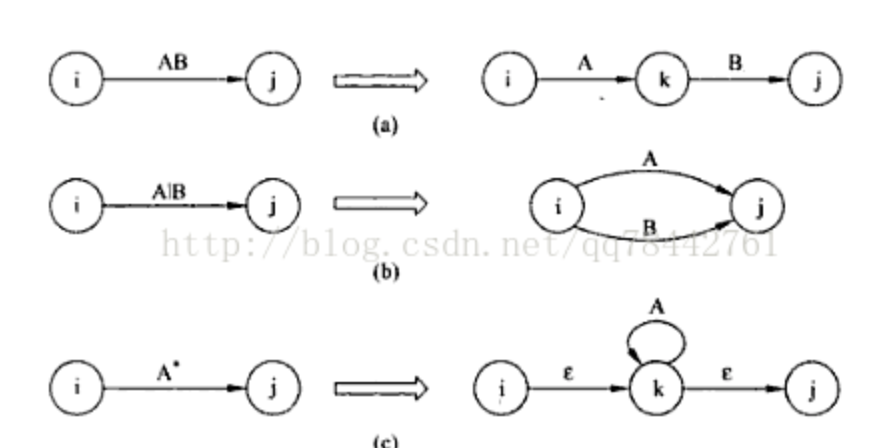 AB
i j i A k B j
(a)
A|B
i j i A B j
http://blog.csdn.net/qq78442761
(b)
A
A* ε ε
i j i k j
(c)